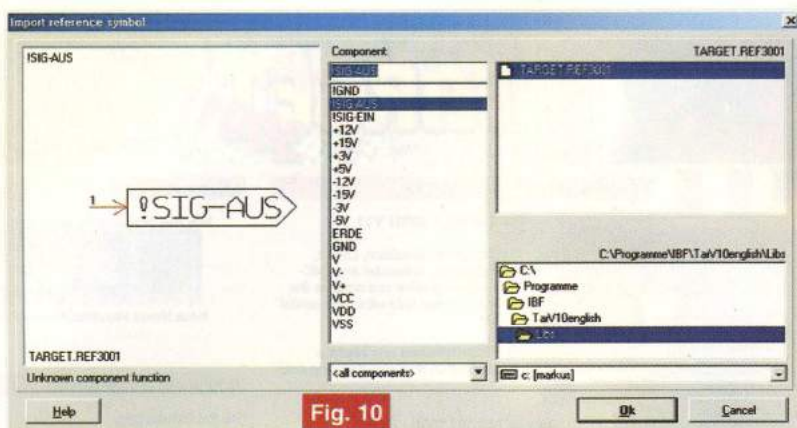 Import reference symbol
!SIG-AUS
1
!SIG-AUS
TARGET.REF3001
Unknown component function
Component
!SIG-AUS
!GND
!SIG-AUS
!SIG-EIN
+12V
+15V
+3V
+5V
-12V
-15V
-3V
-5V
ERDE
GND
V
V-
V+
VCC
VDD
VSS
<all components>
TARGET.REF3001
TARGET.REF3001
C:\Programme\IBF\TarV10english\Libs
C:\
Programme
IBF
TarV10english
Libs
c: [markus]
Help
Fig. 10
Ok
Cancel